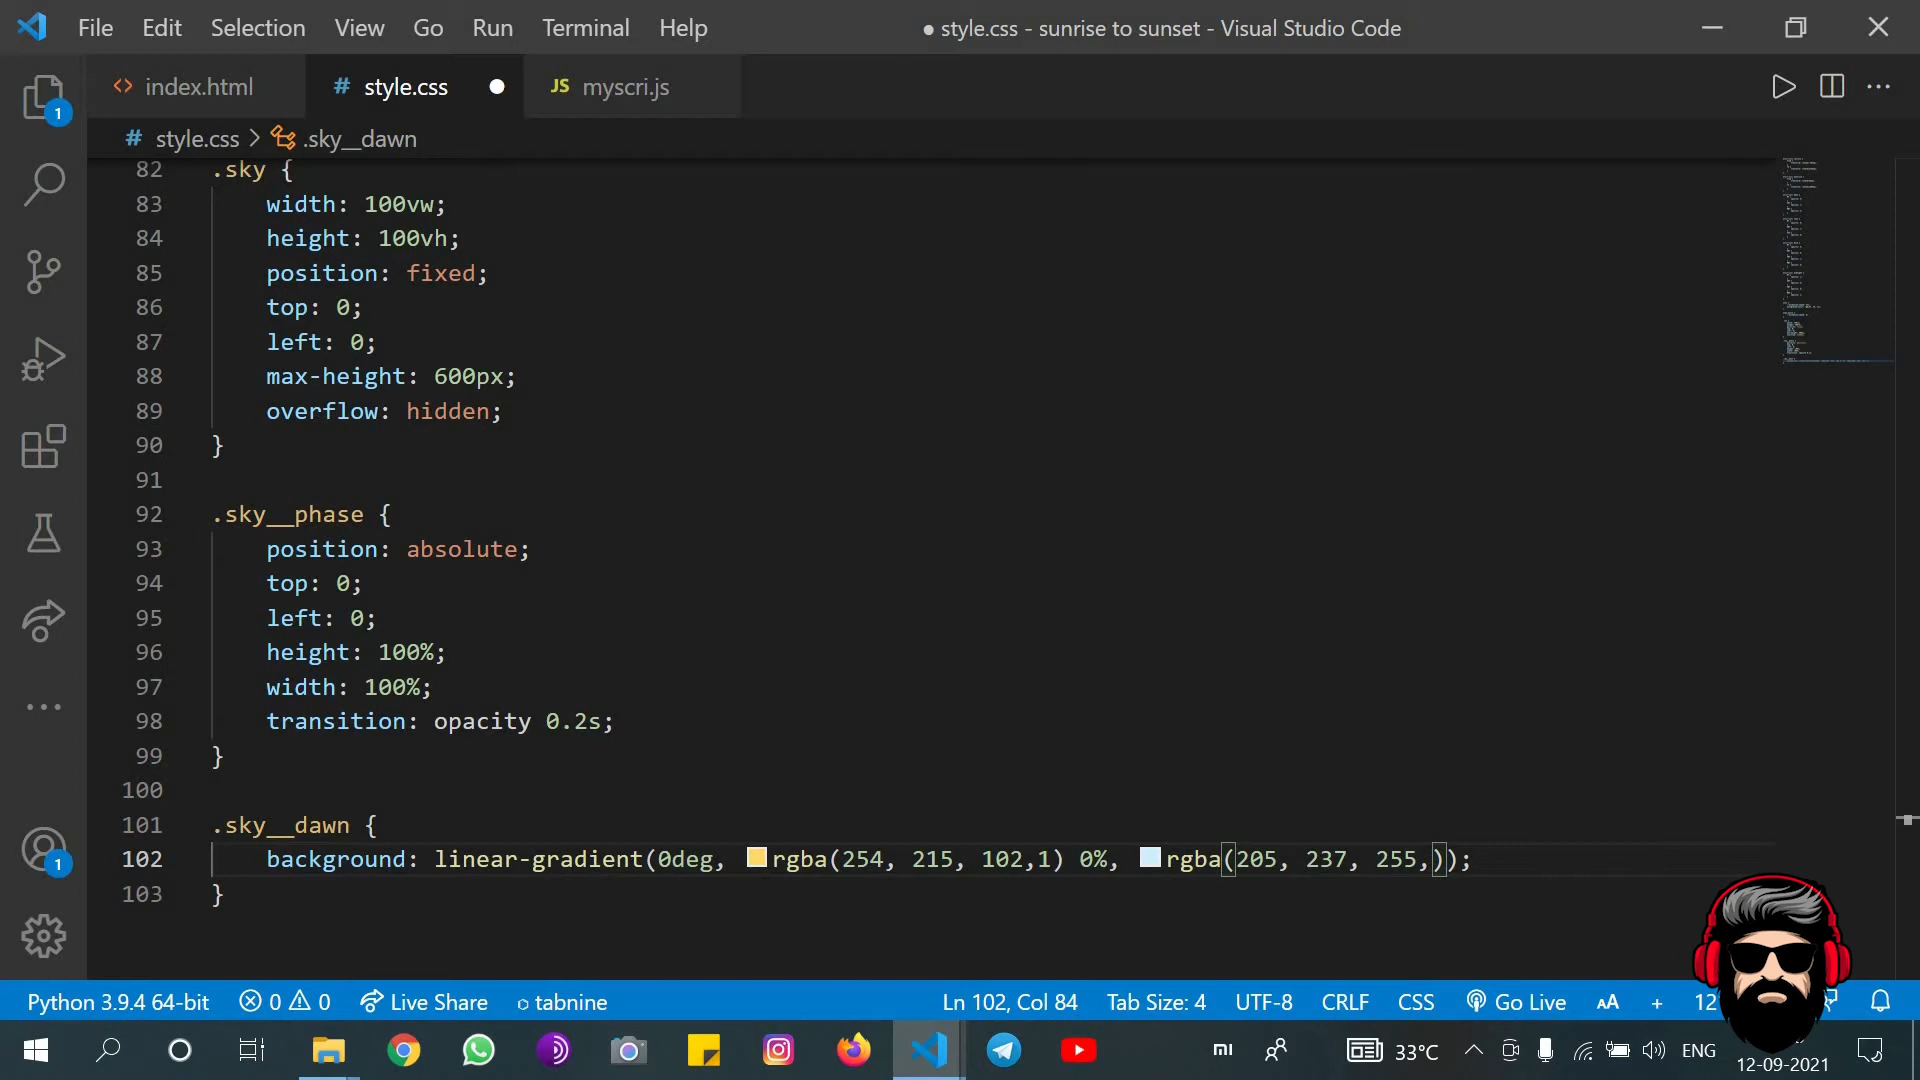 File Edit Selection View Go Run Terminal Help ● style.css - sunrise to sunset - Visual Studio Code
<> index.html # style.css ● JS myscri.js
# style.css > .sky__dawn
82 .sky {
83 width: 100vw;
84 height: 100vh;
85 position: fixed;
86 top: 0;
87 left: 0;
88 max-height: 600px;
89 overflow: hidden;
90 }
91
92 .sky__phase {
93 position: absolute;
94 top: 0;
95 left: 0;
96 height: 100%;
97 width: 100%;
98 transition: opacity 0.2s;
99 }
100
101 .sky__dawn {
102 background: linear-gradient(0deg, rgba(254, 215, 102,1) 0%, rgba(205, 237, 255,));
103 }
1
1
Python 3.9.4 64-bit 0 0 Live Share tabnine Ln 102, Col 84 Tab Size: 4 UTF-8 CRLF CSS Go Live AA + 12
mi 33°C ENG
12-09-2021